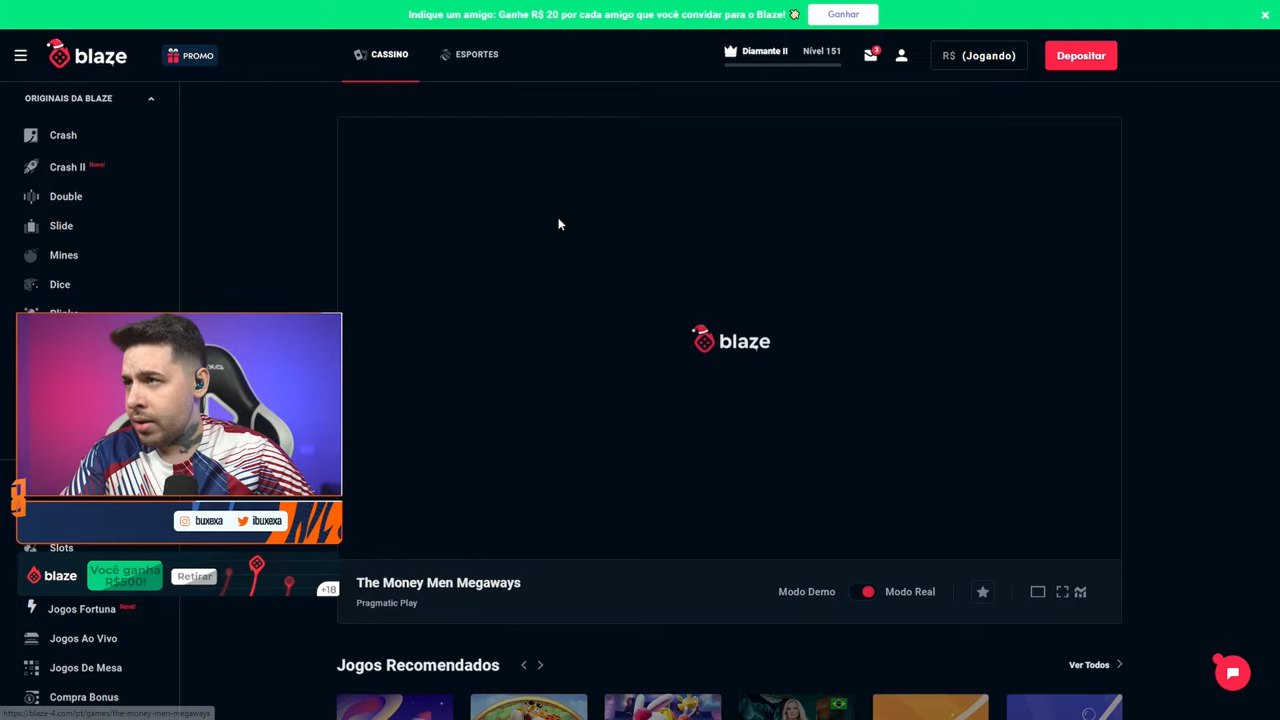 Indique um amigo: Ganhe R$ 20 por cada amigo que você convidar para o Blaze!
Ganhar
blaze
PROMO
CASSINO
ESPORTES
Diamante II
Nível 151
3
R$ (Jogando)
Depositar
ORIGINAIS DA BLAZE
Crash
Crash II Novo!
Double
Slide
Mines
Dice
blaze
buxexa
ibuxexa
Slots
blaze
Você ganha
R$500!
Retirar
+18
The Money Men Megaways
Pragmatic Play
Modo Demo
Modo Real
Jogos Fortuna Novo!
Jogos Ao Vivo
Jogos De Mesa
Compra Bonus
Jogos Recomendados
Ver Todos
https://blaze-4.com/pt/games/the-money-men-megaways